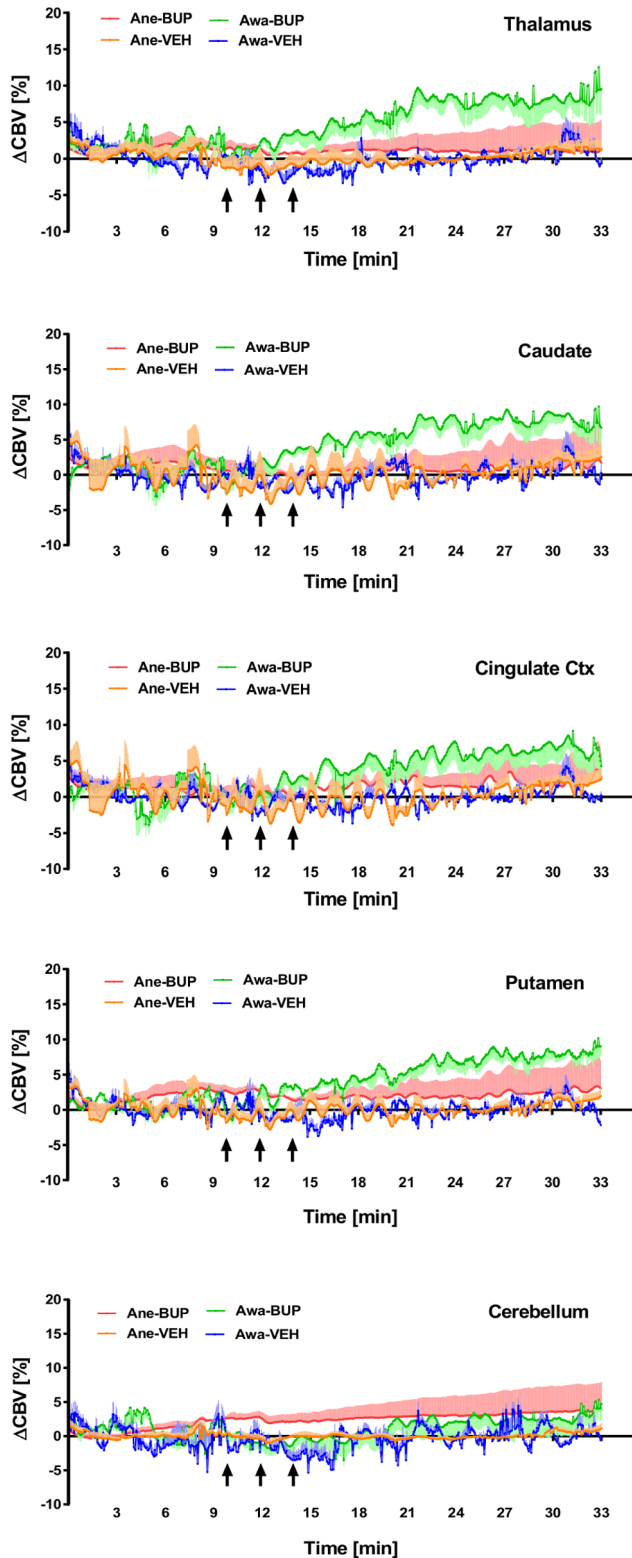 Ane-BUP Awa-BUP Thalamus
Ane-VEH Awa-VEH
20
15
10
5
0
-5
-10
ΔCBV [%]
3 6 9 12 15 18 21 24 27 30 33
Time [min]
Ane-BUP Awa-BUP Caudate
Ane-VEH Awa-VEH
20
15
10
5
0
-5
-10
ΔCBV [%]
3 6 9 12 15 18 21 24 27 30 33
Time [min]
Ane-BUP Awa-BUP Cingulate Ctx
Ane-VEH Awa-VEH
20
15
10
5
0
-5
-10
ΔCBV [%]
3 6 9 12 15 18 21 24 27 30 33
Time [min]
Ane-BUP Awa-BUP Putamen
Ane-VEH Awa-VEH
20
15
10
5
0
-5
-10
ΔCBV [%]
3 6 9 12 15 18 21 24 27 30 33
Time [min]
Ane-BUP Awa-BUP Cerebellum
Ane-VEH Awa-VEH
20
15
10
5
0
-5
-10
ΔCBV [%]
3 6 9 12 15 18 21 24 27 30 33
Time [min]